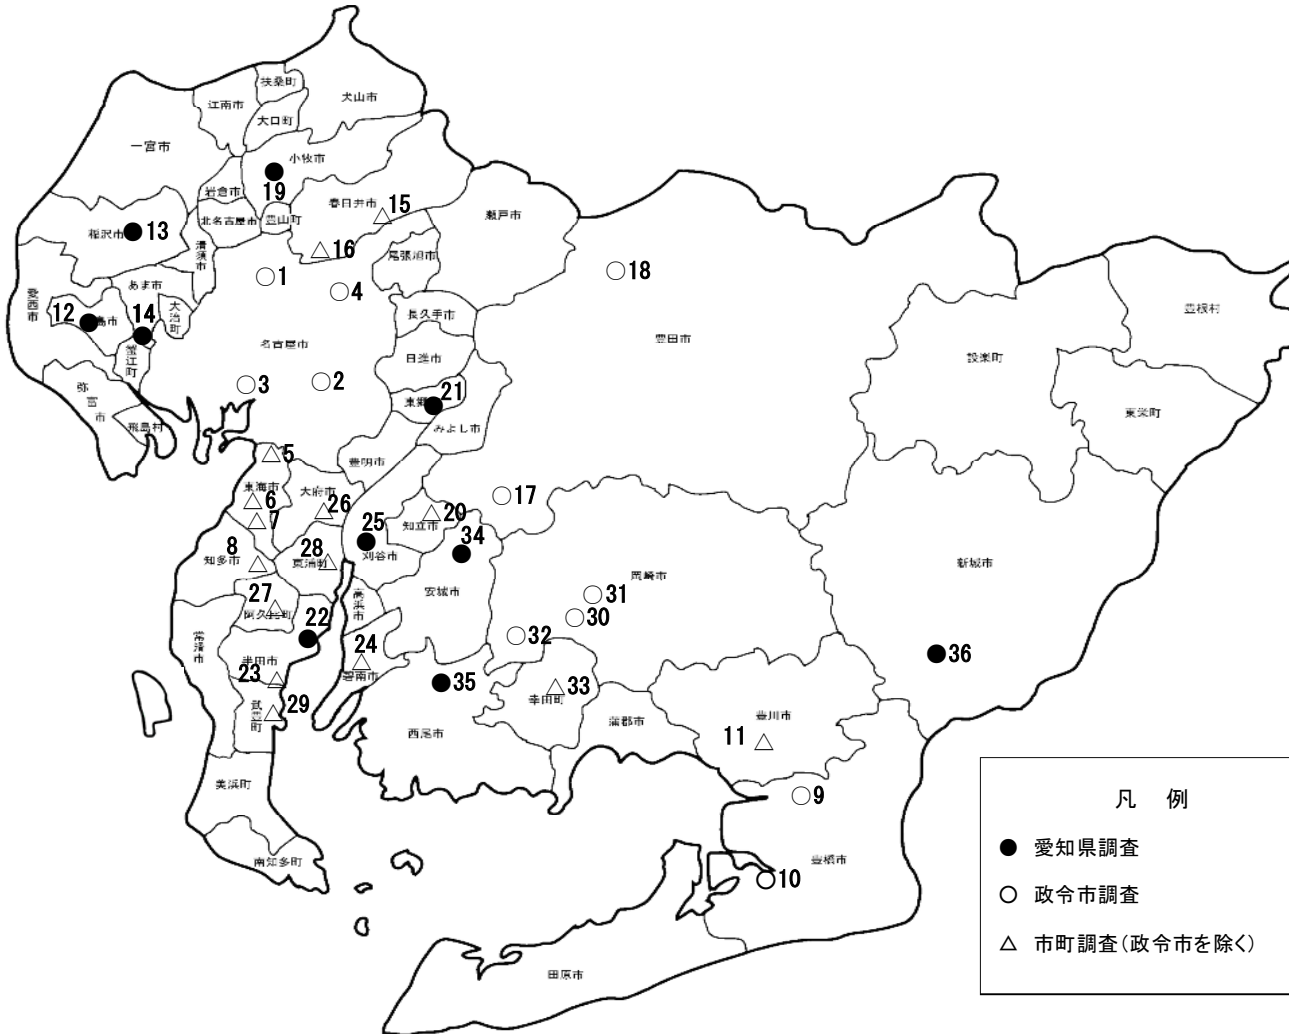 扶桑町
江南市
犬山市
大口町
一宮市
小牧市
19
岩倉市
春日井市
15
稲沢市
13
北名古屋市
豊山町
瀬戸市
清須市
16
尾張旭市
1
4
18
あま市
愛西市
12
島市
14
大治町
長久手市
豊根村
蟹江町
名古屋市
豊田市
日進市
設楽町
弥富市
3
2
東郷
21
東栄町
飛島村
みよし市
5
豊明市
東海市
6
大府市
26
17
7
25
知立市
20
34
8
知多市
28
東浦町
刈谷市
岡崎市
新城市
27
阿久比町
22
高浜市
安城市
31
30
常滑市
32
半田市
24
碧南市
36
23
35
33
幸田町
武豊町
29
西尾市
蒲郡市
豊川市
11
美浜町
9
南知多町
豊橋市
10
田原市
凡 例
● 愛知県調査
○ 政令市調査
△ 市町調査(政令市を除く)